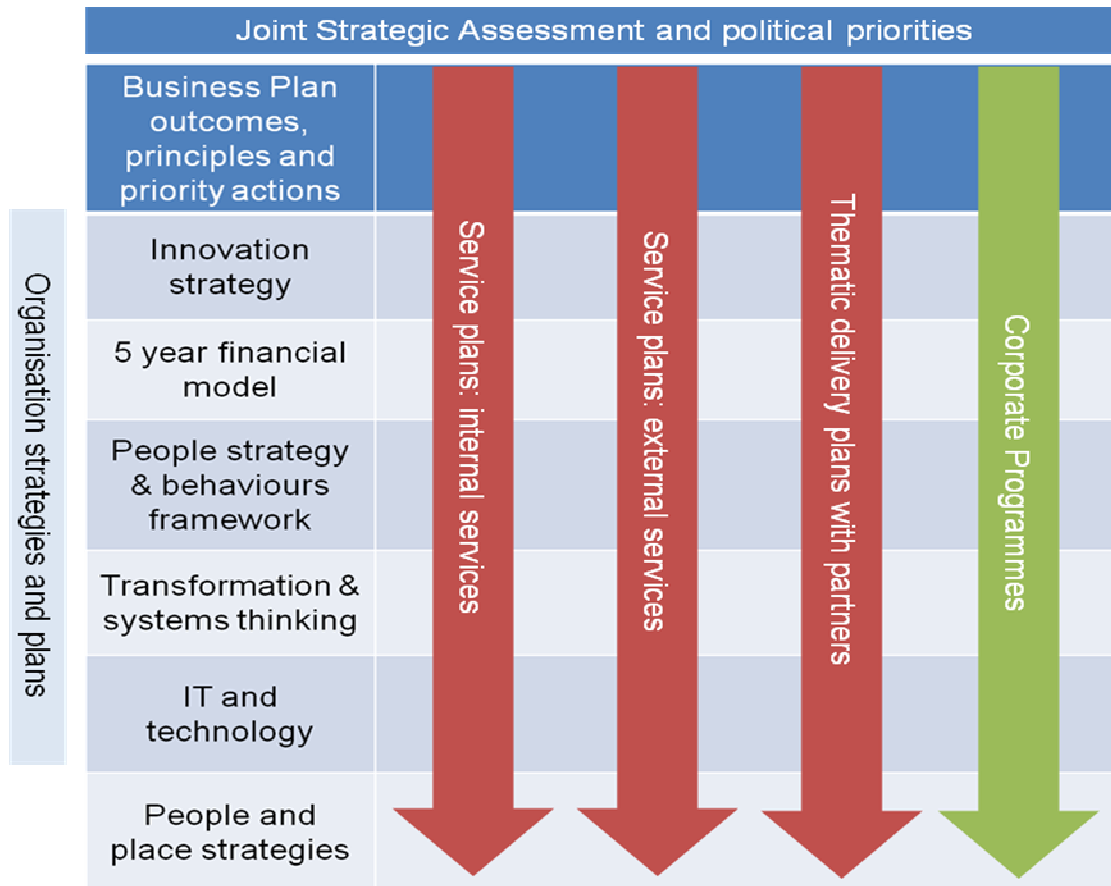 Joint Strategic Assessment and political priorities
Business Plan
outcomes,
principles and
priority actions
Organisation strategies and plans
Innovation
strategy
5 year financial
model
People strategy
& behaviours
framework
Transformation &
systems thinking
IT and
technology
People and
place strategies
Service plans: internal services
Service plans: external services
Thematic delivery plans with partners
Corporate Programmes